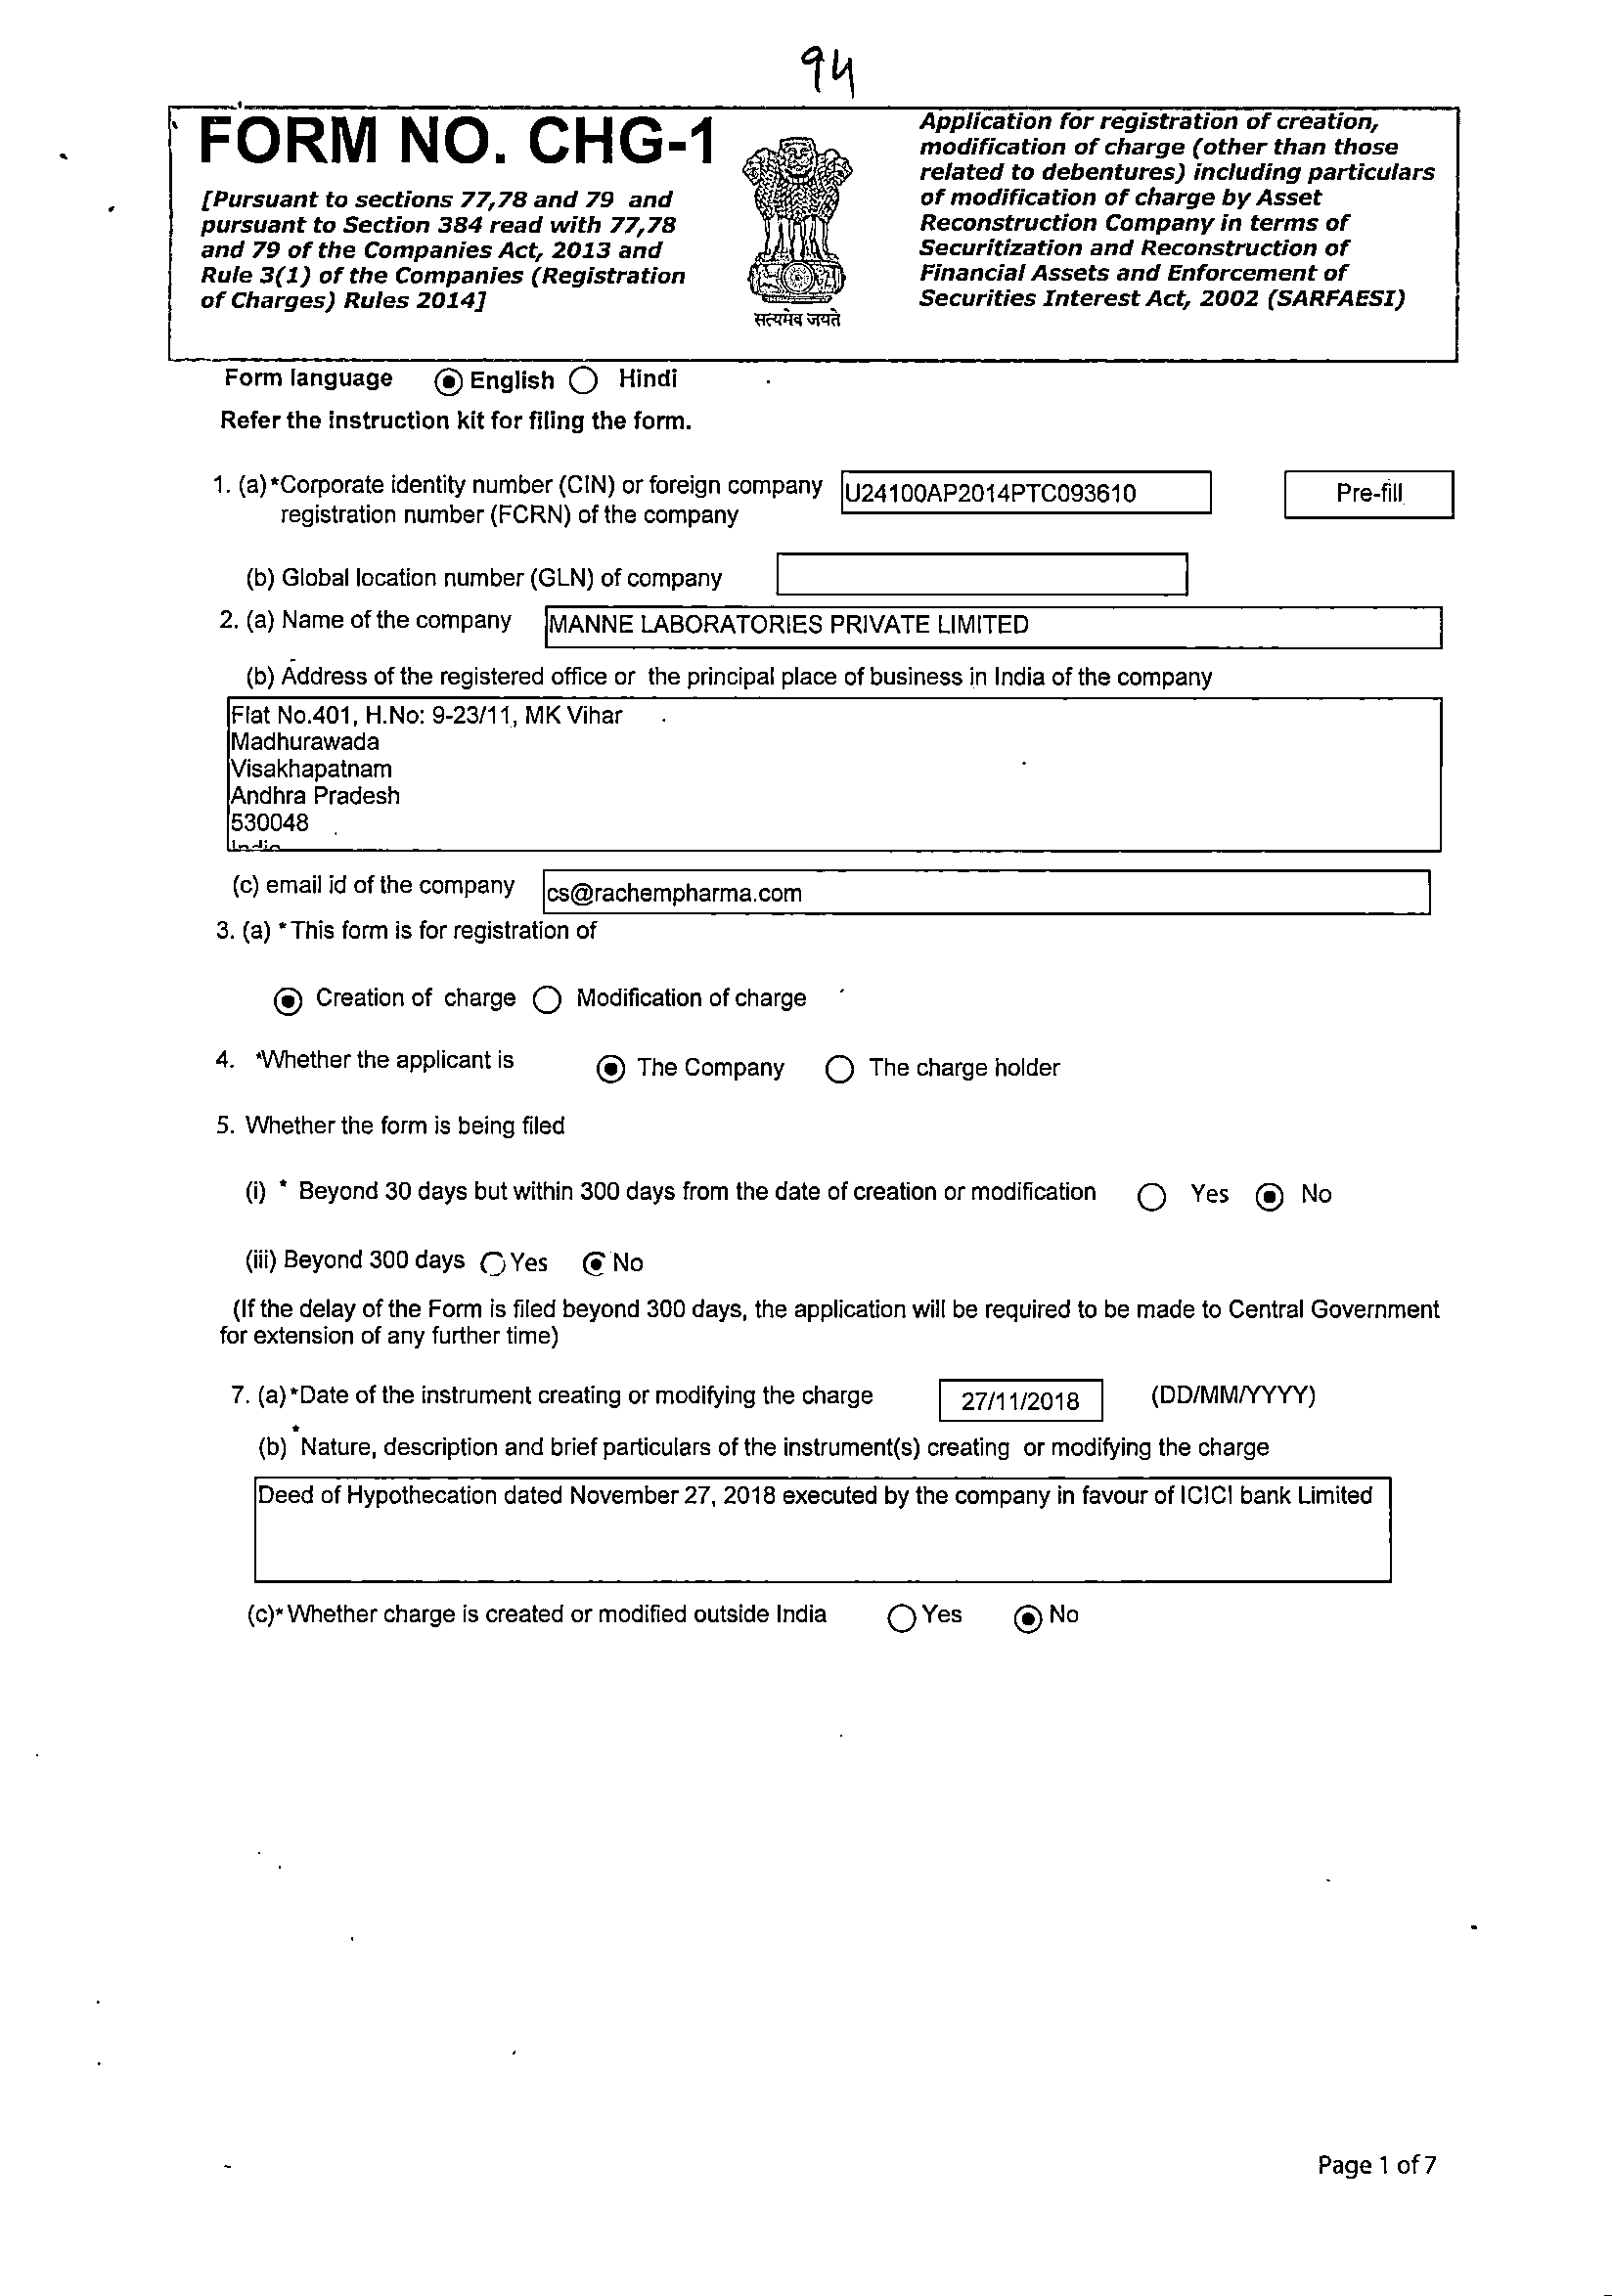 94
FORM NO. CHG-1
[Pursuant to sections 77,78 and 79 and
pursuant to Section 384 read with 77,78
and 79 of the Companies Act, 2013 and
Rule 3(1) of the Companies (Registration
of Charges) Rules 2014]
सत्यमेव जयते
Application for registration of creation,
modification of charge (other than those
related to debentures) including particulars
of modification of charge by Asset
Reconstruction Company in terms of
Securitization and Reconstruction of
Financial Assets and Enforcement of
Securities Interest Act, 2002 (SARFAESI)
Form language English Hindi
Refer the instruction kit for filing the form.
1. (a)*Corporate identity number (CIN) or foreign company U24100AP2014PTC093610 Pre-fill
registration number (FCRN) of the company
(b) Global location number (GLN) of company
2. (a) Name of the company MANNE LABORATORIES PRIVATE LIMITED
(b) Address of the registered office or the principal place of business in India of the company
Flat No.401, H.No: 9-23/11, MK Vihar
Madhurawada
Visakhapatnam
Andhra Pradesh
530048
India
(c) email id of the company cs@rachempharma.com
3. (a) *This form is for registration of
Creation of charge Modification of charge
4. *Whether the applicant is The Company The charge holder
5. Whether the form is being filed
(i) * Beyond 30 days but within 300 days from the date of creation or modification Yes No
(iii) Beyond 300 days Yes No
(If the delay of the Form is filed beyond 300 days, the application will be required to be made to Central Government
for extension of any further time)
7. (a)*Date of the instrument creating or modifying the charge 27/11/2018 (DD/MM/YYYY)
(b) *Nature, description and brief particulars of the instrument(s) creating or modifying the charge
Deed of Hypothecation dated November 27, 2018 executed by the company in favour of ICICI bank Limited
(c)*Whether charge is created or modified outside India Yes No
Page 1 of 7